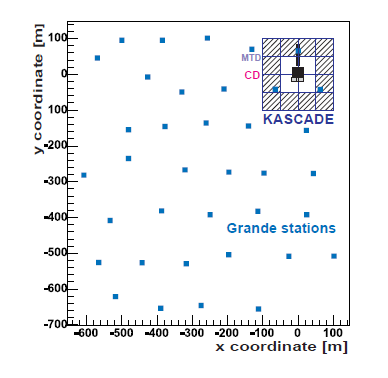 y coordinate [m]
100
0
-100
-200
-300
-400
-500
-600
-700
MTD
CD
KASCADE
Grande stations
-600 -500 -400 -300 -200 -100 0 100
x coordinate [m]